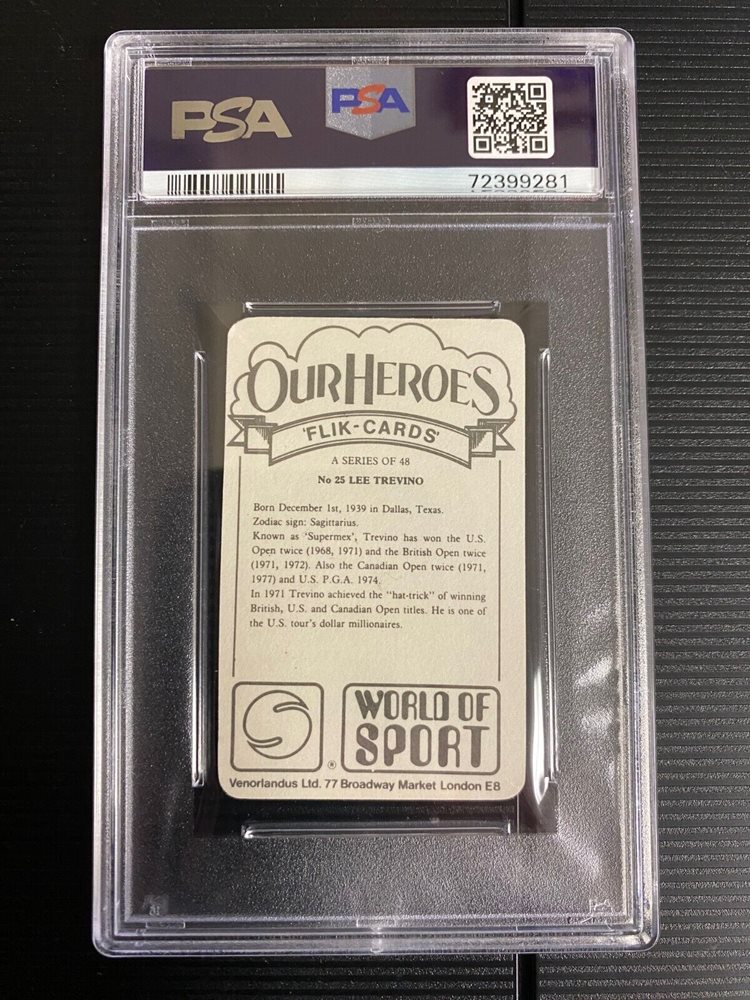 PSA PSA
72399281
OUR HEROES
'FLIK-CARDS'
A SERIES OF 48
No 25 LEE TREVINO
Born December 1st, 1939 in Dallas, Texas.
Zodiac sign: Sagittarius.
Known as 'Supermex', Trevino has won the U.S.
Open twice (1968, 1971) and the British Open twice
(1971, 1972). Also the Canadian Open twice (1971,
1977) and U.S. P.G.A. 1974.
In 1971 Trevino achieved the "hat-trick" of winning
British, U.S. and Canadian Open titles. He is one of
the U.S. tour's dollar millionaires.
WORLD OF
SPORT
®
Venorlandus Ltd. 77 Broadway Market London E8